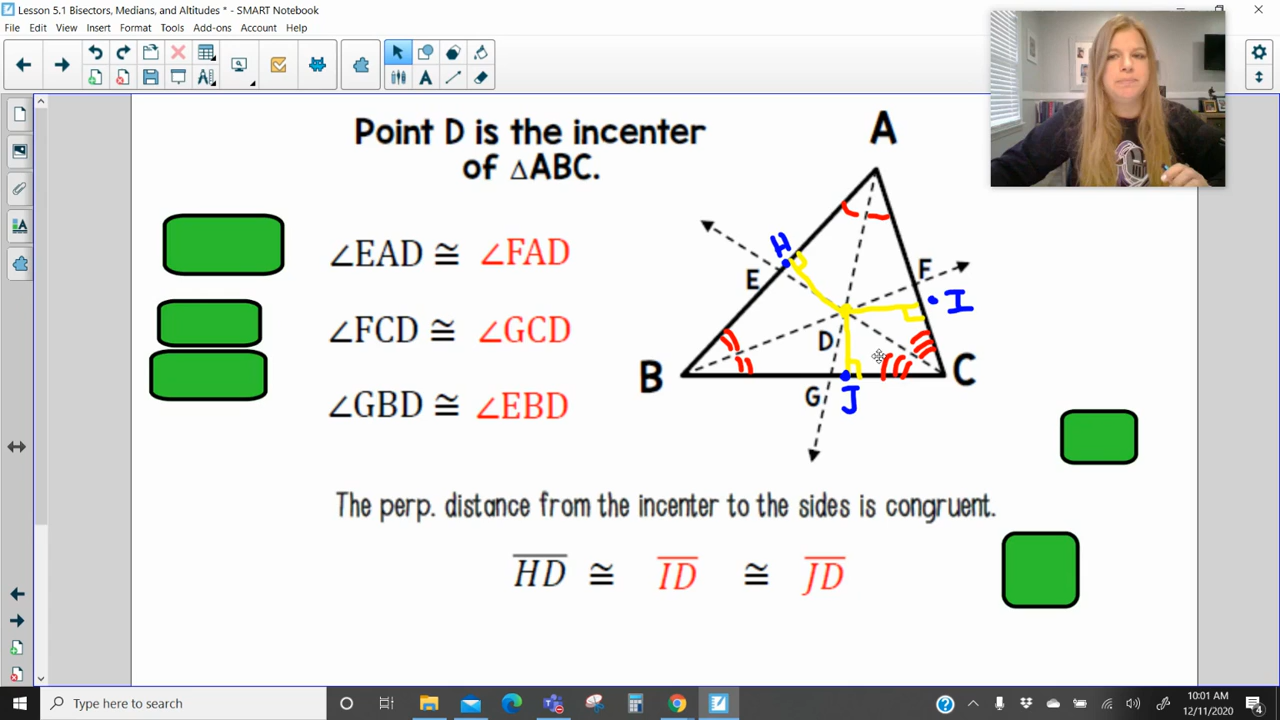 Lesson 5.1 Bisectors, Medians, and Altitudes * - SMART Notebook
File Edit View Insert Format Tools Add-ons Account Help
Point D is the incenter
of △ABC.
∠EAD ≅ ∠FAD
∠FCD ≅ ∠GCD
∠GBD ≅ ∠EBD
A
H
E
F
I
D
B
C
G
J
The perp. distance from the incenter to the sides is congruent.
HD ≅ ID ≅ JD
Type here to search
10:01 AM
12/11/2020
4